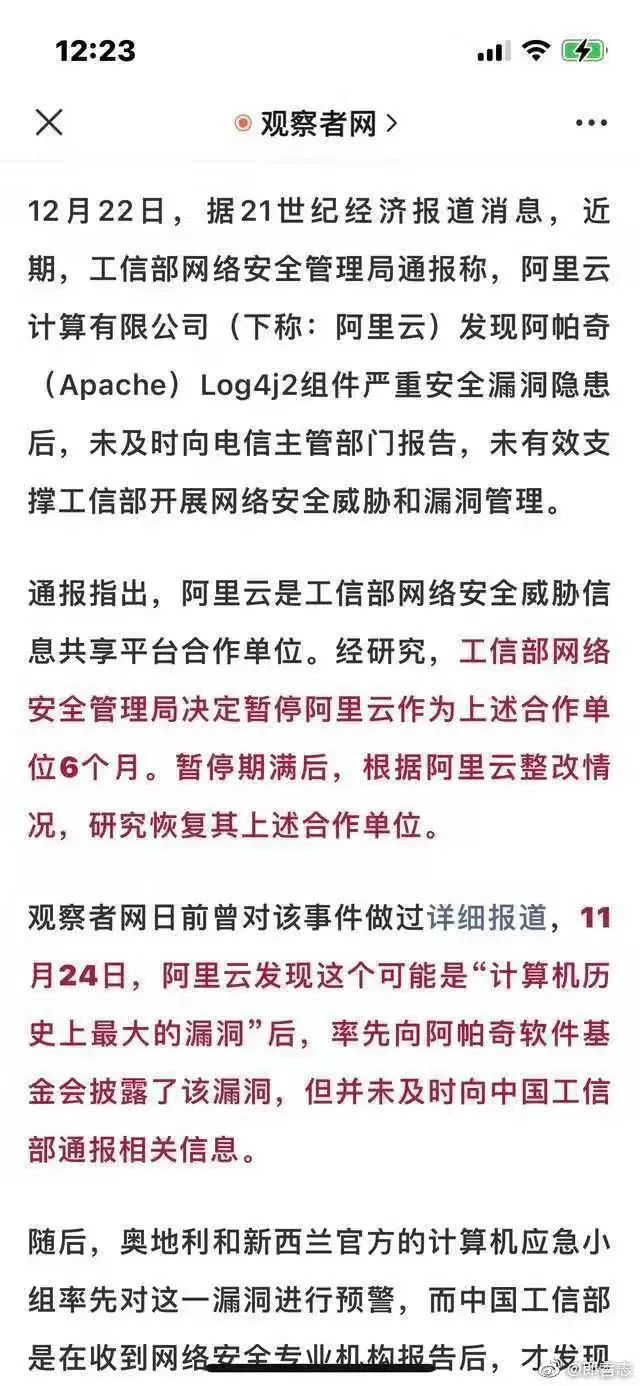 12:23
观察者网
12月22日，据21世纪经济报道消息，近
期，工信部网络安全管理局通报称，阿里云
计算有限公司（下称：阿里云）发现阿帕奇
（Apache）Log4j2组件严重安全漏洞隐患
后，未及时向电信主管部门报告，未有效支
撑工信部开展网络安全威胁和漏洞管理。
通报指出，阿里云是工信部网络安全威胁信
息共享平台合作单位。经研究，工信部网络
安全管理局决定暂停阿里云作为上述合作单
位6个月。暂停期满后，根据阿里云整改情
况，研究恢复其上述合作单位。
观察者网日前曾对该事件做过详细报道，11
月24日，阿里云发现这个可能是“计算机历
史上最大的漏洞”后，率先向阿帕奇软件基
金会披露了该漏洞，但并未及时向中国工信
部通报相关信息。
随后，奥地利和新西兰官方的计算机应急小
组率先对这一漏洞进行预警，而中国工信部
是在收到网络安全专业机构报告后，才发现